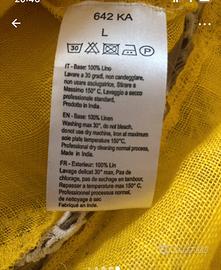 642 KA
L
30
P
IT - Base: 100% Linen
Lavare a 30 gradi, non candeggiare,
Non usare asciugatrice, Stirare a
Massimo 150° C, Lavaggio a secco
professionale standard,
Prodotto in India.
EN - Base: 100% Linen
Washing max 30°, do not bleach,
donot use dry machine, Iron at maximum
sole plate temperature 150°C,
Professional dry cleaning normal process,
Made in India.
FR - Exterieur: 100% Lin
Lavage delicat 30° max, Pas de
chlorage, pas de sechage en tambour,
Repasser a temperature max 150° C,
Professionnel, processus normal
de nettoyage à sec
Fabriqué en Inde.